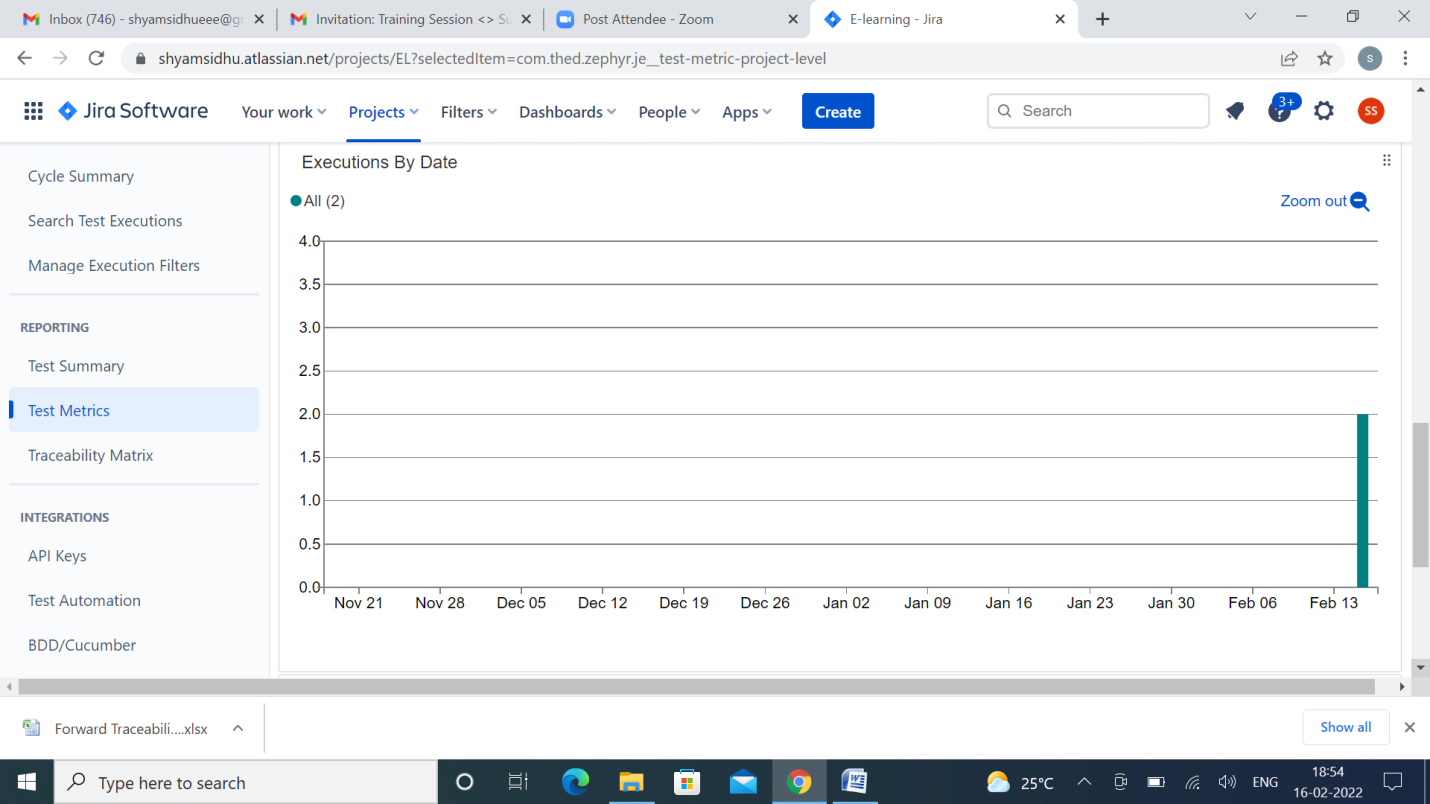 Inbox (746) - shyamsidhueee@g
Invitation: Training Session <> Su
Post Attendee - Zoom
E-learning - Jira
shyamsidhu.atlassian.net/projects/EL?selectedItem=com.thed.zephyr.je__test-metric-project-level
S
Jira Software
Your work
Projects
Filters
Dashboards
People
Apps
Create
Search
3+
SS
Cycle Summary
Search Test Executions
Manage Execution Filters
REPORTING
Test Summary
Test Metrics
Traceability Matrix
INTEGRATIONS
API Keys
Test Automation
BDD/Cucumber
Executions By Date
All (2)
Zoom out
4.0
3.5
3.0
2.5
2.0
1.5
1.0
0.5
0.0
Nov 21 Nov 28 Dec 05 Dec 12 Dec 19 Dec 26 Jan 02 Jan 09 Jan 16 Jan 23 Jan 30 Feb 06 Feb 13
Forward Traceabili....xlsx
Show all
Type here to search
25°C
ENG
18:54
16-02-2022